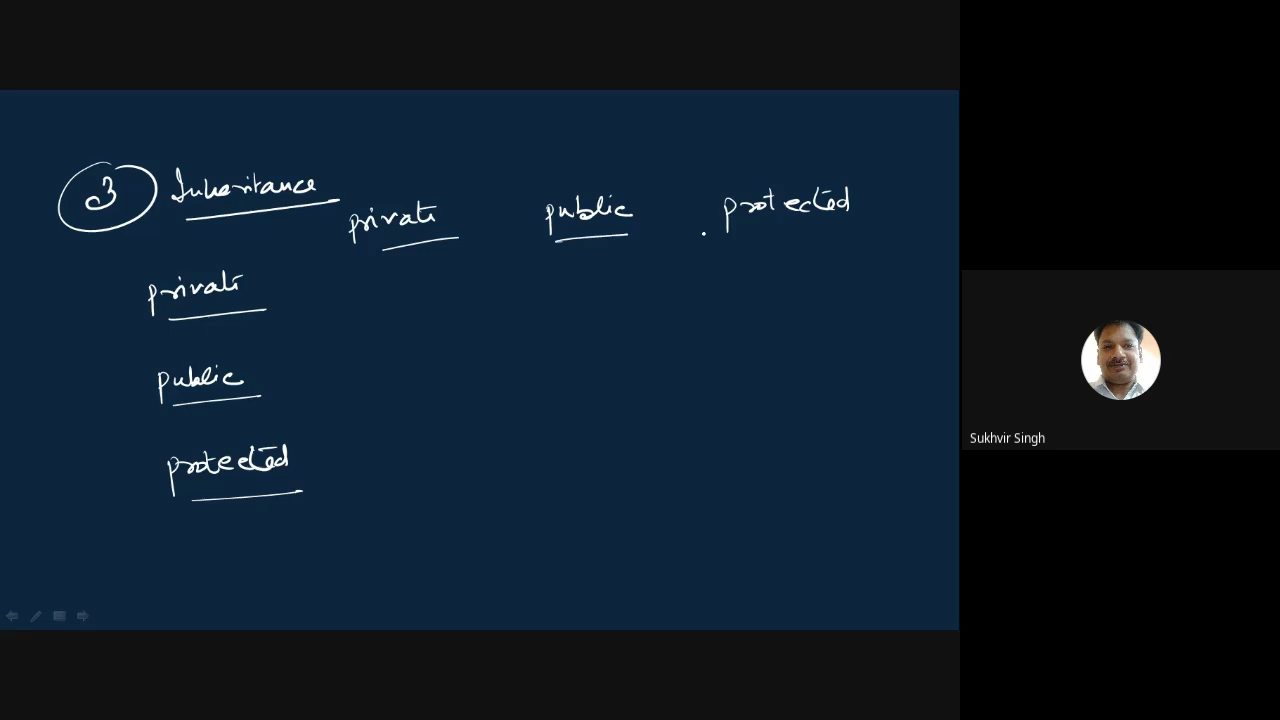 3 Inheritance
private public protected
private
public
protected
Sukhvir Singh